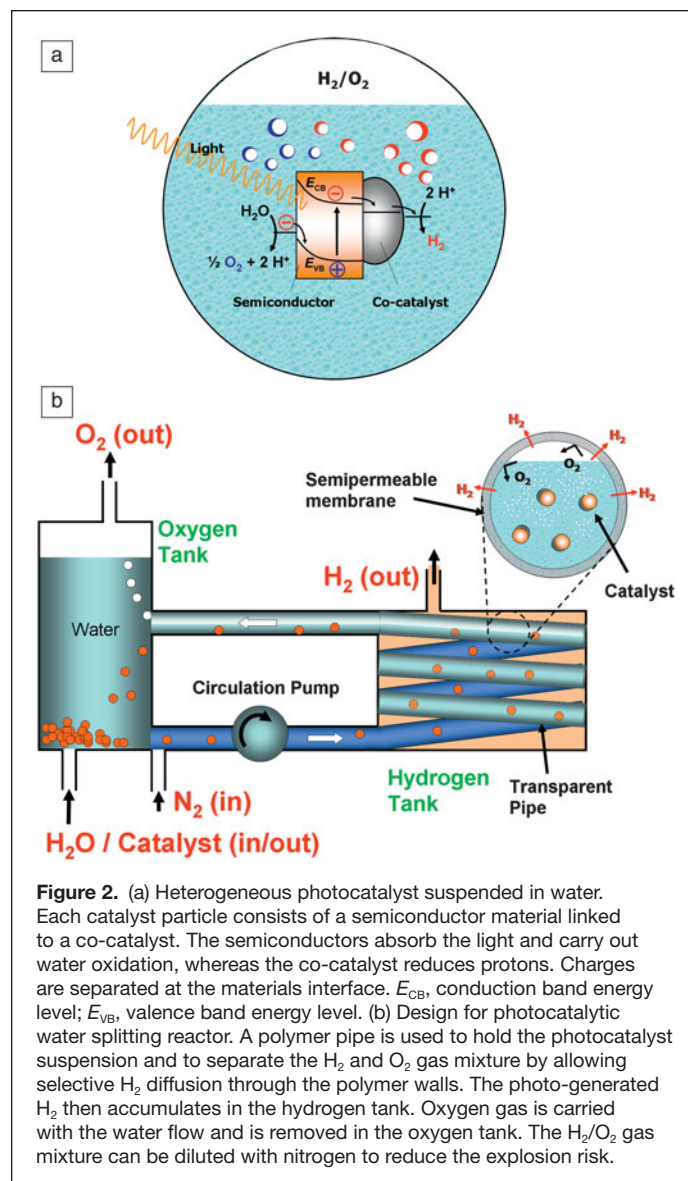 a
H₂/O₂
Light
E_CB
⊖
2 H⁺
H₂O
⊖
H₂
½ O₂ + 2 H⁺
E_VB
⊕
Semiconductor
Co-catalyst
b
O₂ (out)
H₂
H₂
O₂
O₂
Semipermeable
membrane
H₂
H₂
Oxygen
Tank
H₂ (out)
Catalyst
Water
Circulation Pump
Transparent
Pipe
Hydrogen
Tank
N₂ (in)
H₂O / Catalyst (in/out)
Figure 2. (a) Heterogeneous photocatalyst suspended in water.
Each catalyst particle consists of a semiconductor material linked
to a co-catalyst. The semiconductors absorb the light and carry out
water oxidation, whereas the co-catalyst reduces protons. Charges
are separated at the materials interface. E_CB, conduction band energy
level; E_VB, valence band energy level. (b) Design for photocatalytic
water splitting reactor. A polymer pipe is used to hold the photocatalyst
suspension and to separate the H₂ and O₂ gas mixture by allowing
selective H₂ diffusion through the polymer walls. The photo-generated
H₂ then accumulates in the hydrogen tank. Oxygen gas is carried
with the water flow and is removed in the oxygen tank. The H₂/O₂ gas
mixture can be diluted with nitrogen to reduce the explosion risk.